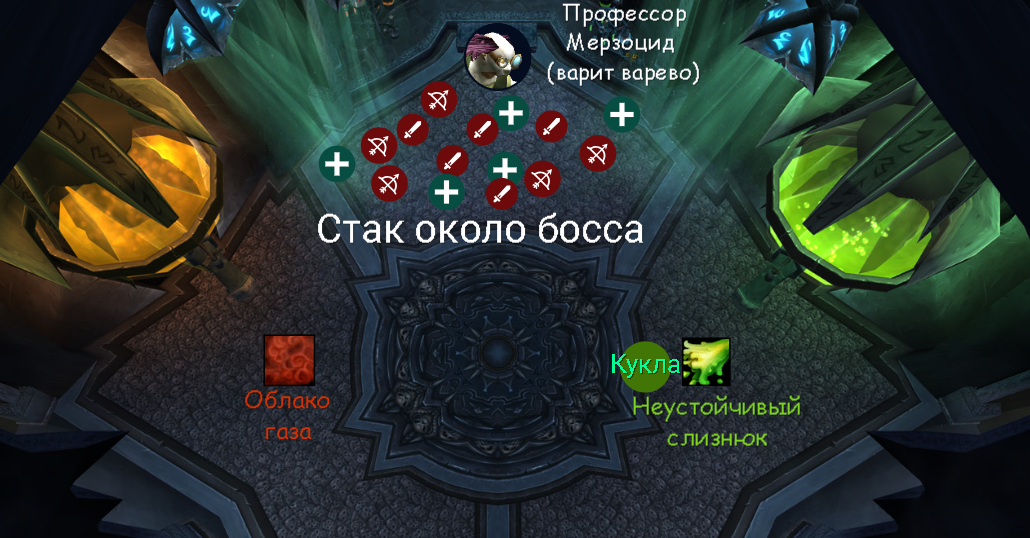 Профессор
Мерзоцид
(варит варево)
Стак около босса
Облако
газа
Кукла
Неустойчивый
слизнюк